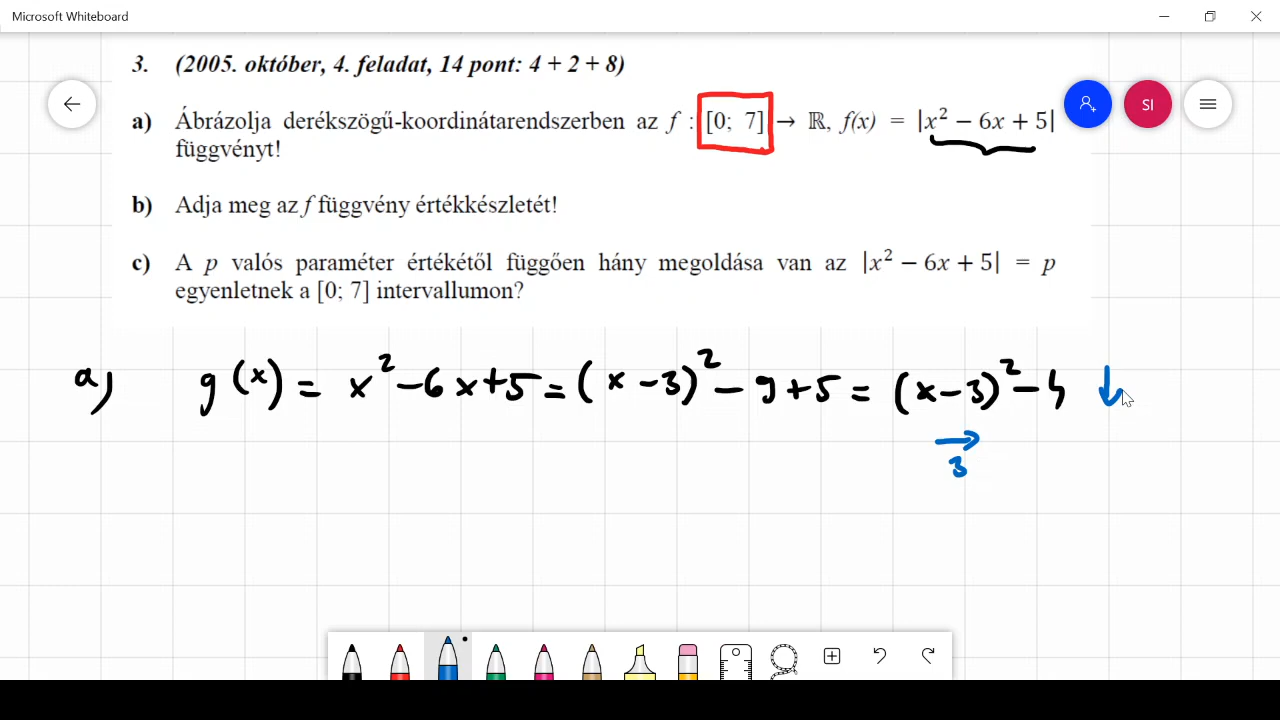 Microsoft Whiteboard
3. (2005. október, 4. feladat, 14 pont: 4 + 2 + 8)
a) Ábrázolja derékszögű-koordinátarendszerben az f : [0; 7] → ℝ, f(x) = |x² − 6x + 5|
függvényt!
SI
b) Adja meg az f függvény értékkészletét!
c) A p valós paraméter értékétől függően hány megoldása van az |x² − 6x + 5| = p
egyenletnek a [0; 7] intervallumon?
a) g(x) = x² − 6x + 5 = (x − 3)² − 9 + 5 = (x − 3)² − 4 ↓
→
3